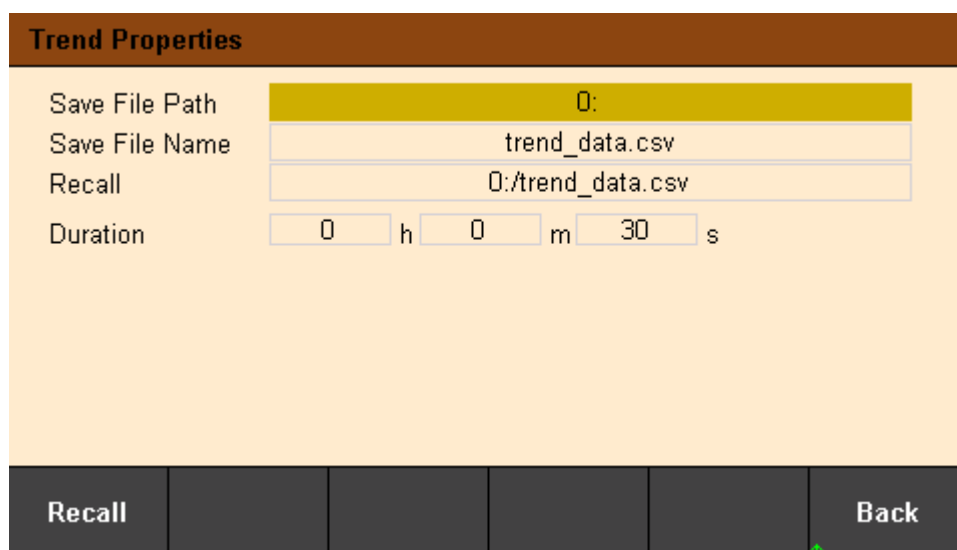 Trend Properties
Save File Path 0:
Save File Name trend_data.csv
Recall 0:/trend_data.csv
Duration 0 h 0 m 30 s
Recall Back